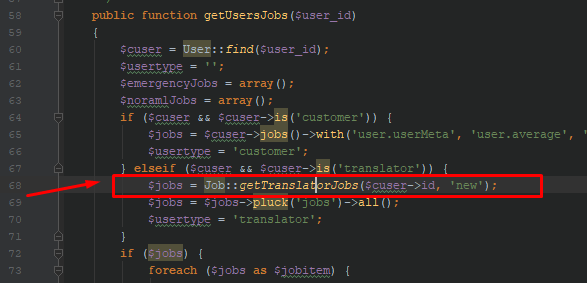 58 public function getUsersJobs($user_id)
59 {
60 $cuser = User::find($user_id);
61 $usertype = '';
62 $emergencyJobs = array();
63 $noramlJobs = array();
64 if ($cuser && $cuser->is('customer')) {
65 $jobs = $cuser->jobs()->with('user.userMeta', 'user.average', '
66 $usertype = 'customer';
67 } elseif ($cuser && $cuser->is('translator')) {
68 $jobs = Job::getTranslatorJobs($cuser->id, 'new');
69 $jobs = $jobs->pluck('jobs')->all();
70 $usertype = 'translator';
71 }
72 if ($jobs) {
73 foreach ($jobs as $jobitem) {